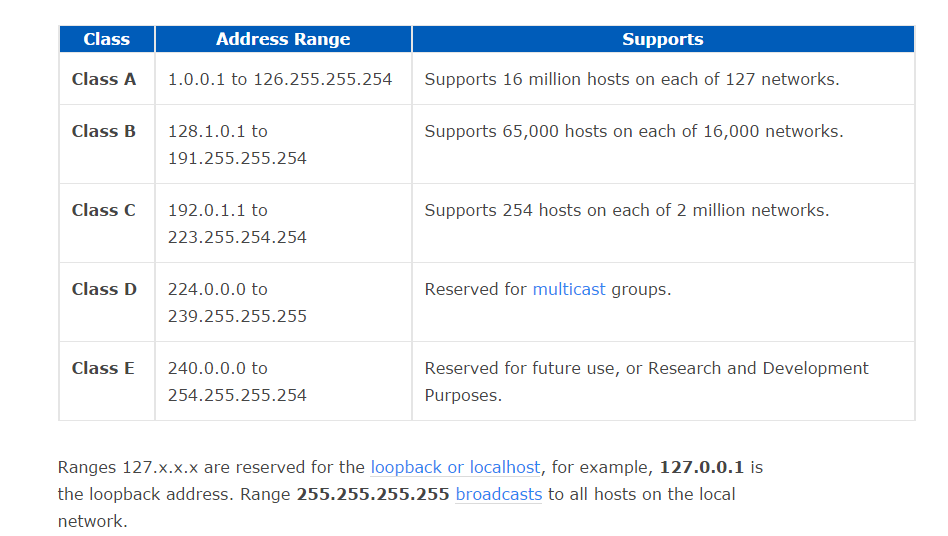 Class Address Range Supports
Class A 1.0.0.1 to 126.255.255.254 Supports 16 million hosts on each of 127 networks.
Class B 128.1.0.1 to Supports 65,000 hosts on each of 16,000 networks.
191.255.255.254
Class C 192.0.1.1 to Supports 254 hosts on each of 2 million networks.
223.255.254.254
Class D 224.0.0.0 to Reserved for multicast groups.
239.255.255.255
Class E 240.0.0.0 to Reserved for future use, or Research and Development
254.255.255.254 Purposes.
Ranges 127.x.x.x are reserved for the loopback or localhost, for example, 127.0.0.1 is
the loopback address. Range 255.255.255.255 broadcasts to all hosts on the local
network.